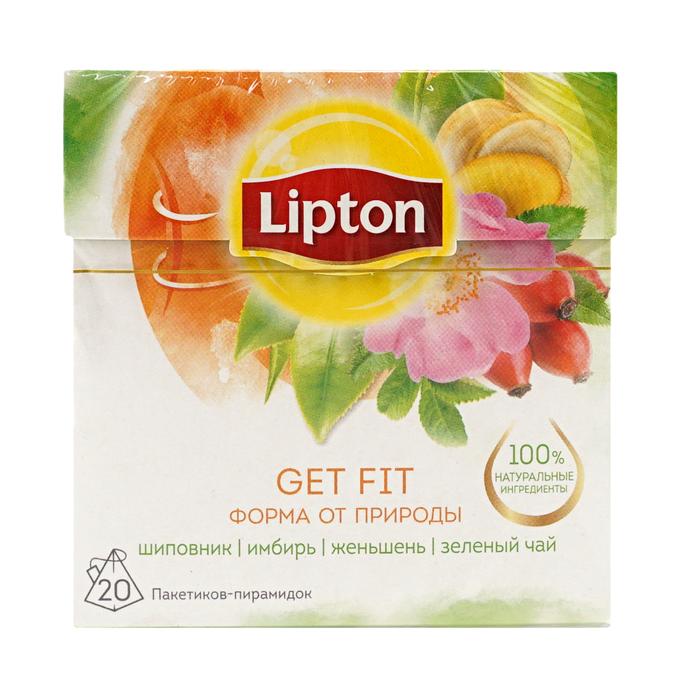 Lipton
100%
НАТУРАЛЬНЫЕ
ИНГРЕДИЕНТЫ
GET FIT
ФОРМА ОТ ПРИРОДЫ
шиповник | имбирь | женьшень | зеленый чай
20 Пакетиков-пирамидок